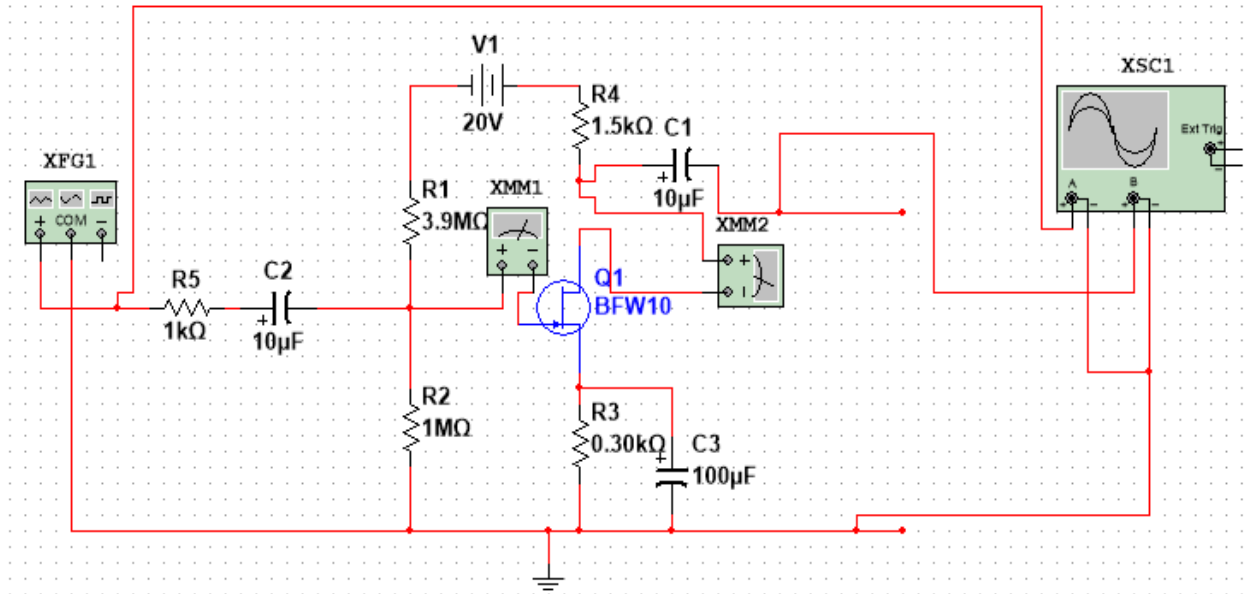 V1
20V
XSC1
R4
1.5kΩ
C1
10µF
Ext Trig
+
-
A
B
+
-
+
-
XFG1
+
COM
-
R1
3.9MΩ
XMM1
+
-
+
XMM2
+
Q1
BFW10
R5
1kΩ
C2
+
10µF
R2
1MΩ
R3
0.30kΩ
+
C3
100µF